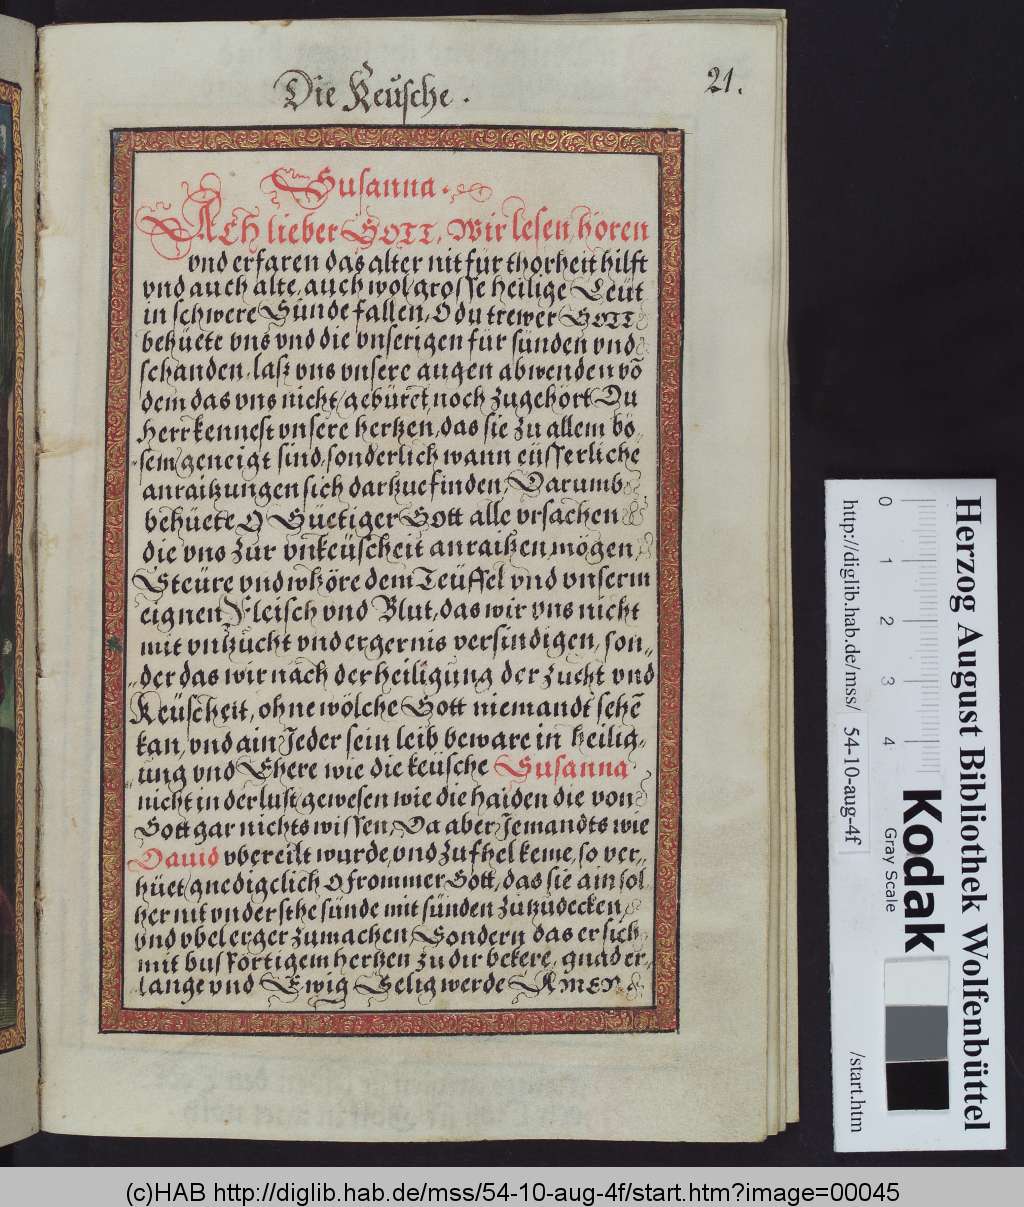 Die Keüsche.
21.
Susanna.
ACH lieber GOTT, Wir lesen, hören
vnd erfaren das alter nit für thorheit hilft
vnd auch alte, auch wol grosse heilige Leüt
in schwere Sünde fallen, O du trewer GOTT
behüete vns vnd die vnserigen für sünden vnd
schanden, laß vns vnsere augen abwenden võ
dem das vns nicht gebüret, noch zugehört Du
Herr kennest vnsere hertzen, das sie zu allem bö-
sem geneigt sind, sonderlich wann eüsserliche
anraitzungen sich dartzue finden, Darumb
behüete O Güetiger Gott alle vrsachen
die vns zur vnkeüscheit anraitzen mögen
Steüre vnd whöre dem Teüffel vnd vnserm
eignen Fleisch vnd Blut, das wir vns nicht
mit vntzucht vnd ergernis versindigen, son-
der das wir nach der heiligung der zucht vnd
Keüscheit, ohne wölche Gott niemandt sehẽ
kan, vnd ain Jeder sein leib beware in heilig-
ung vnd Ehere wie die keüsche Susanna
nicht in der lust gewesen wie die haiden die von
Gott gar nichts wissen, Da aber Jemandts wie
Dauid vbereilt wurde, vnd zu fhel keme, so ver-
hüet gnedigclich O frommer Gott, das sie ain sol
her nit vndersthe sünde mit sünden zutzüdecken,
vnd vbel erger zumachen, Sondern das er sich
mit busfortigem hertzen zu dir bekere, gnad er-
lange vnd Ewig Selig werde AMEN.
Herzog August Bibliothek Wolfenbüttel
http://diglib.hab.de/mss/ 54-10-aug-4f /start.htm
0 1 2 3 4
Kodak
Gray Scale
(c)HAB http://diglib.hab.de/mss/54-10-aug-4f/start.htm?image=00045